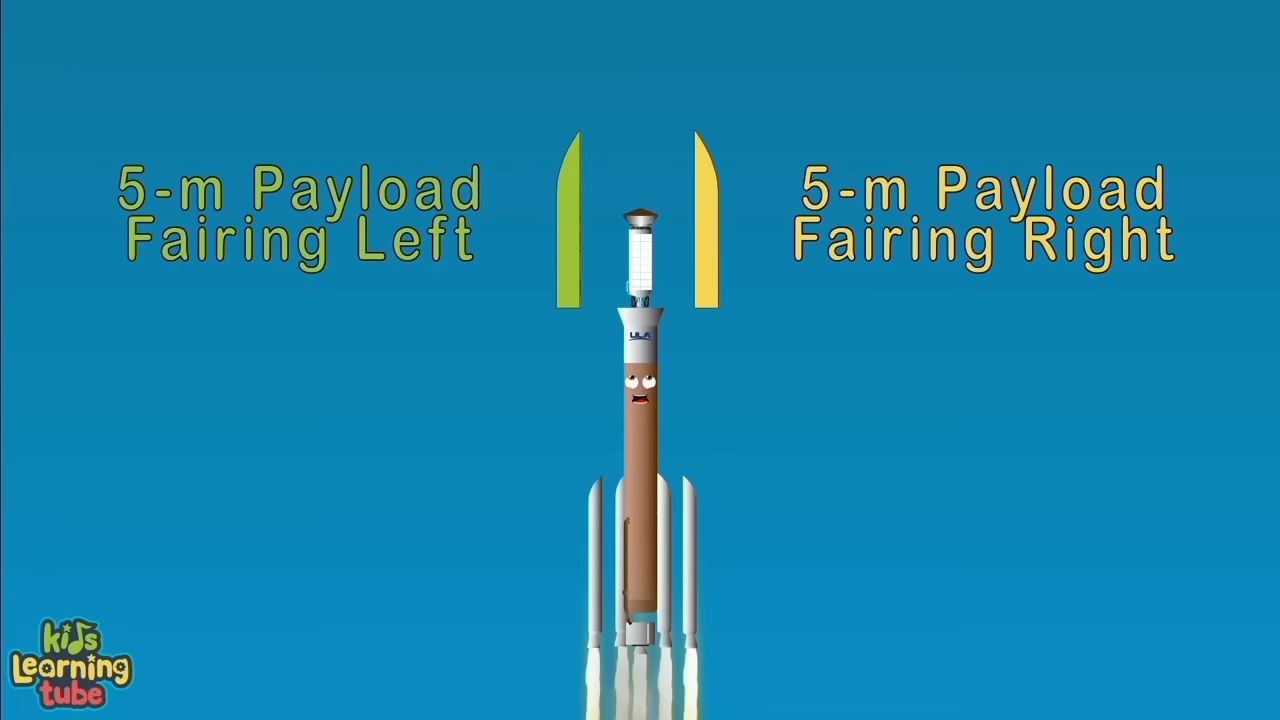 5-m Payload
Fairing Left
5-m Payload
Fairing Right
ULA
kids
Learning
tube